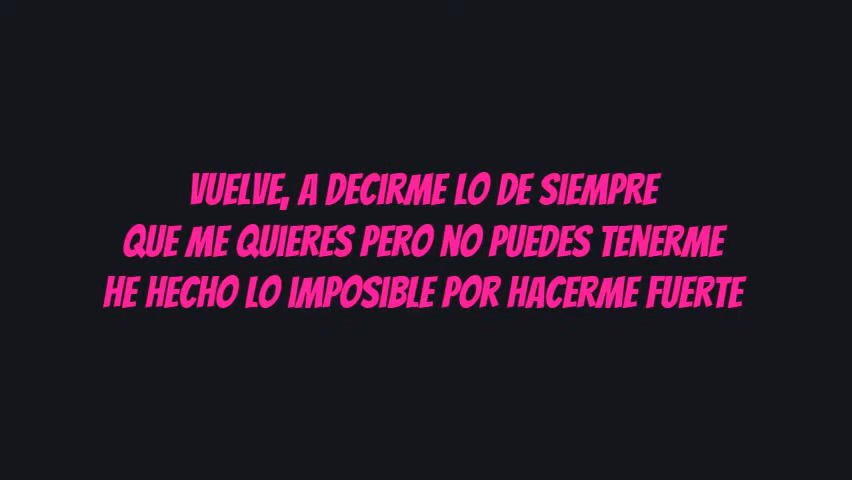 VUELVE, A DECIRME LO DE SIEMPRE
QUE ME QUIERES PERO NO PUEDES TENERME
HE HECHO LO IMPOSIBLE POR HACERME FUERTE